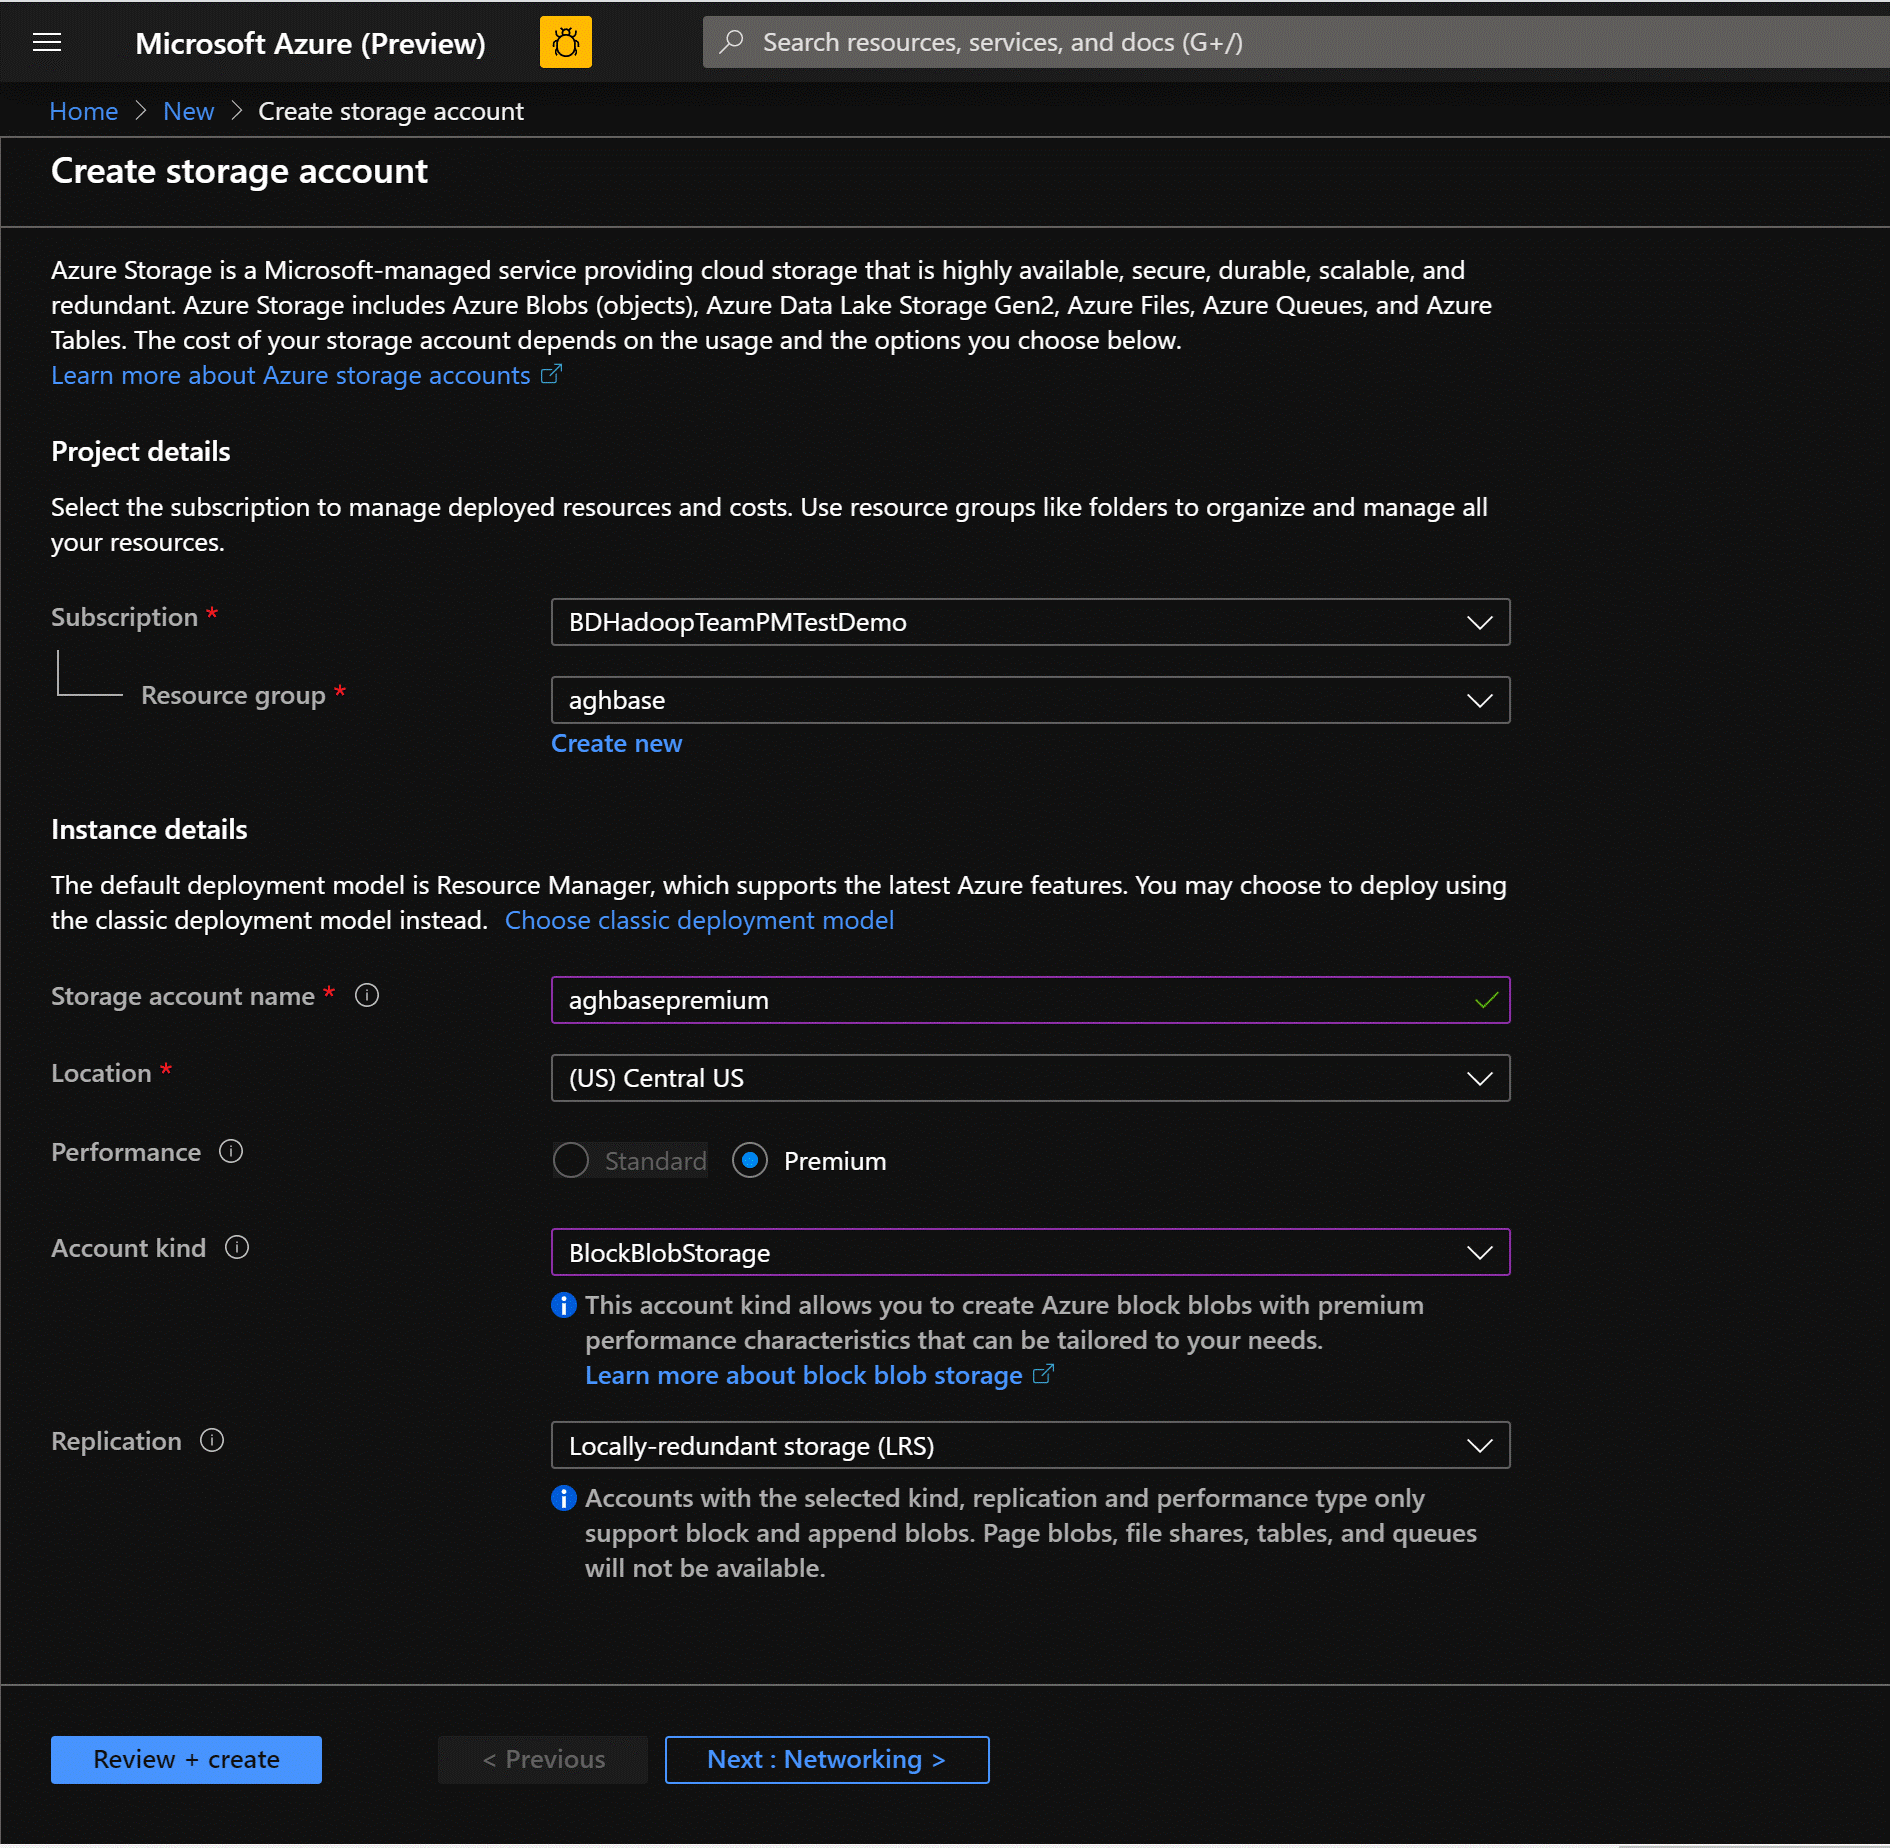 Microsoft Azure (Preview)
Search resources, services, and docs (G+/)
Home > New > Create storage account
Create storage account
Azure Storage is a Microsoft-managed service providing cloud storage that is highly available, secure, durable, scalable, and
redundant. Azure Storage includes Azure Blobs (objects), Azure Data Lake Storage Gen2, Azure Files, Azure Queues, and Azure
Tables. The cost of your storage account depends on the usage and the options you choose below.
Learn more about Azure storage accounts
Project details
Select the subscription to manage deployed resources and costs. Use resource groups like folders to organize and manage all
your resources.
Subscription *
BDHadoopTeamPMTestDemo
Resource group *
aghbase
Create new
Instance details
The default deployment model is Resource Manager, which supports the latest Azure features. You may choose to deploy using
the classic deployment model instead. Choose classic deployment model
Storage account name *
aghbasepremium
Location *
(US) Central US
Performance
Standard
Premium
Account kind
BlockBlobStorage
This account kind allows you to create Azure block blobs with premium
performance characteristics that can be tailored to your needs.
Learn more about block blob storage
Replication
Locally-redundant storage (LRS)
Accounts with the selected kind, replication and performance type only
support block and append blobs. Page blobs, file shares, tables, and queues
will not be available.
Review + create
< Previous
Next : Networking >